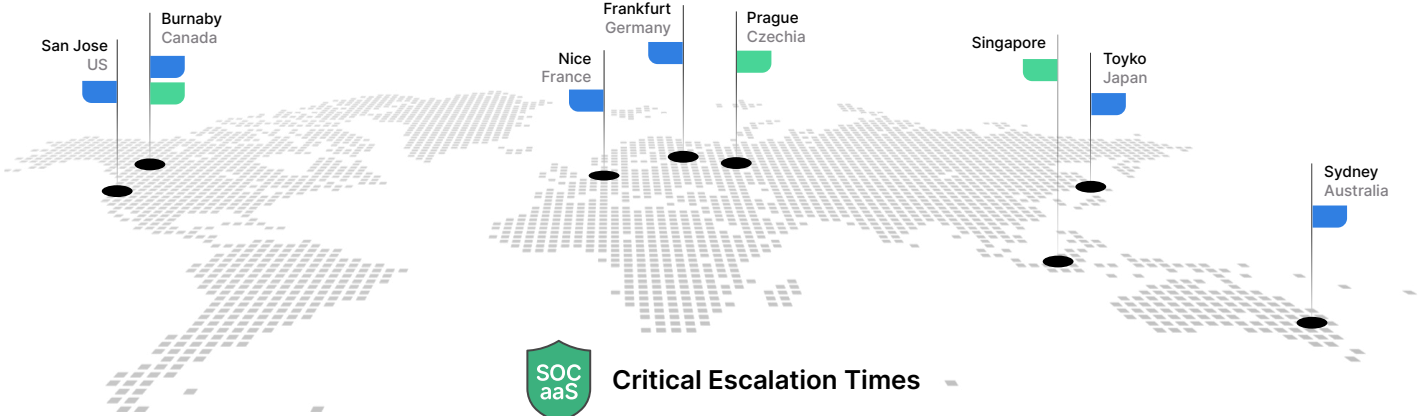 San Jose
US
Burnaby
Canada
Nice
France
Frankfurt
Germany
Prague
Czechia
Singapore
Toyko
Japan
Sydney
Australia
SOC
aaS
Critical Escalation Times